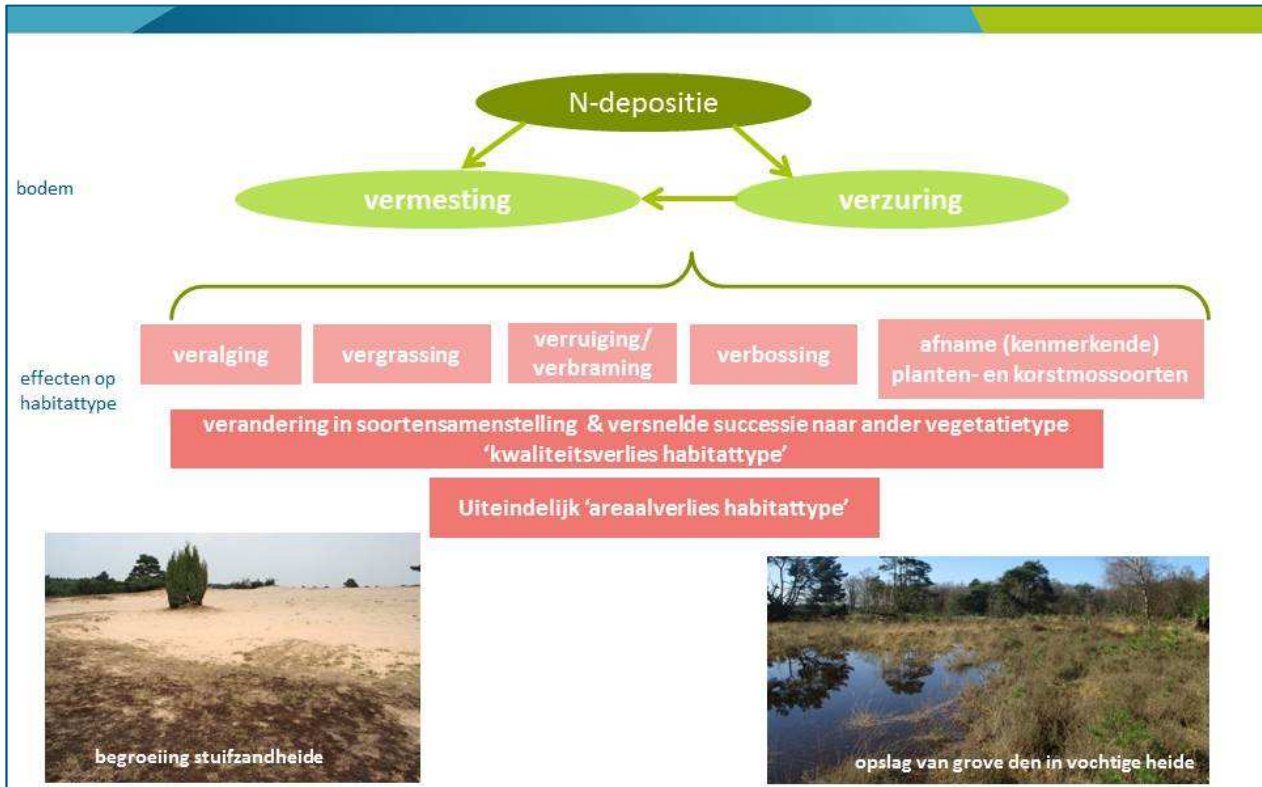 N-depositie
bodem
vermesting
verzuring
effecten op
habitattype
veralging
vergrassing
verruiging/
verbraming
verbossing
afname (kenmerkende)
planten- en korstmossoorten
verandering in soortensamenstelling & versnelde successie naar ander vegetatietype
‘kwaliteitsverlies habitattype’
Uiteindelijk ‘areaalverlies habitattype’
begroeiing stuifzandheide
opslag van grove den in vochtige heide